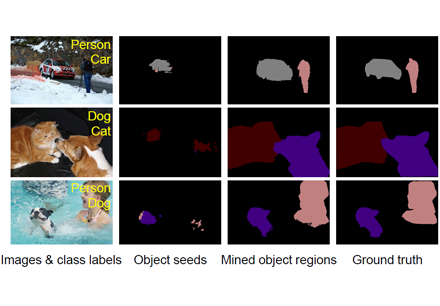 Person
Car
Dog
Cat
Person
Dog
Images & class labels Object seeds Mined object regions Ground truth